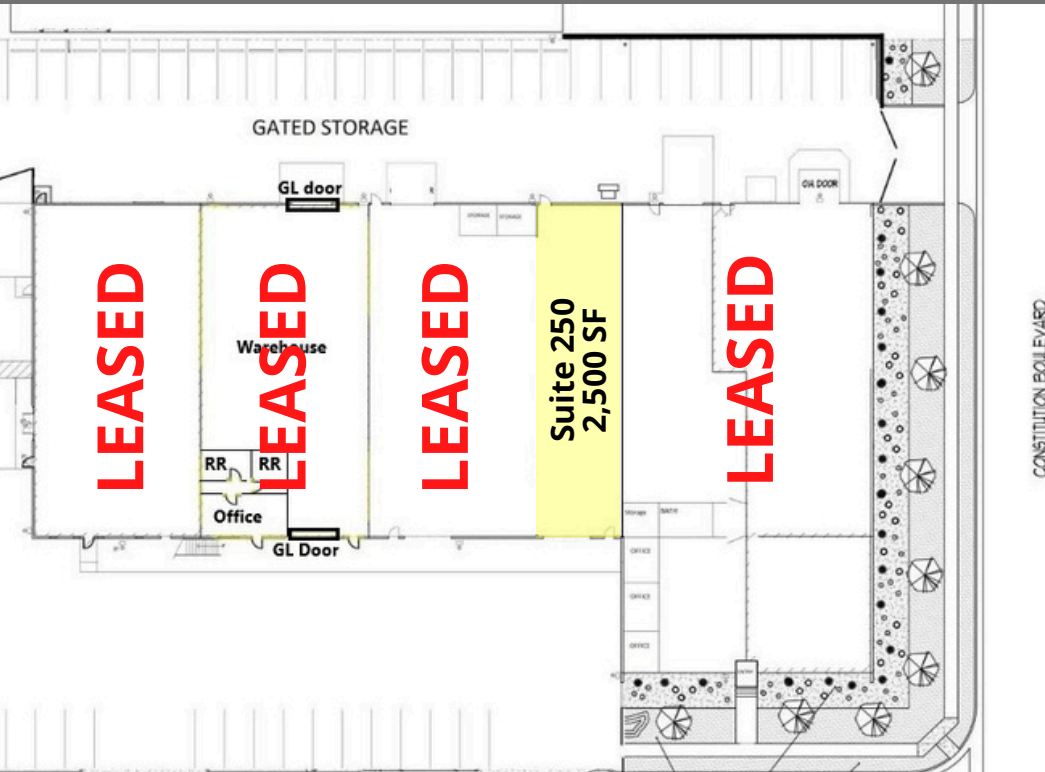 GATED STORAGE
GL door
O.H. DOOR
STORAGE STORAGE
LEASED
LEASED
LEASED
LEASED
Warehouse
Suite 250
2,500 SF
CONSTITUTION BOULEVARD
RR
RR
Office
GL Door
Storage
BATH
OFFICE
OFFICE
OFFICE